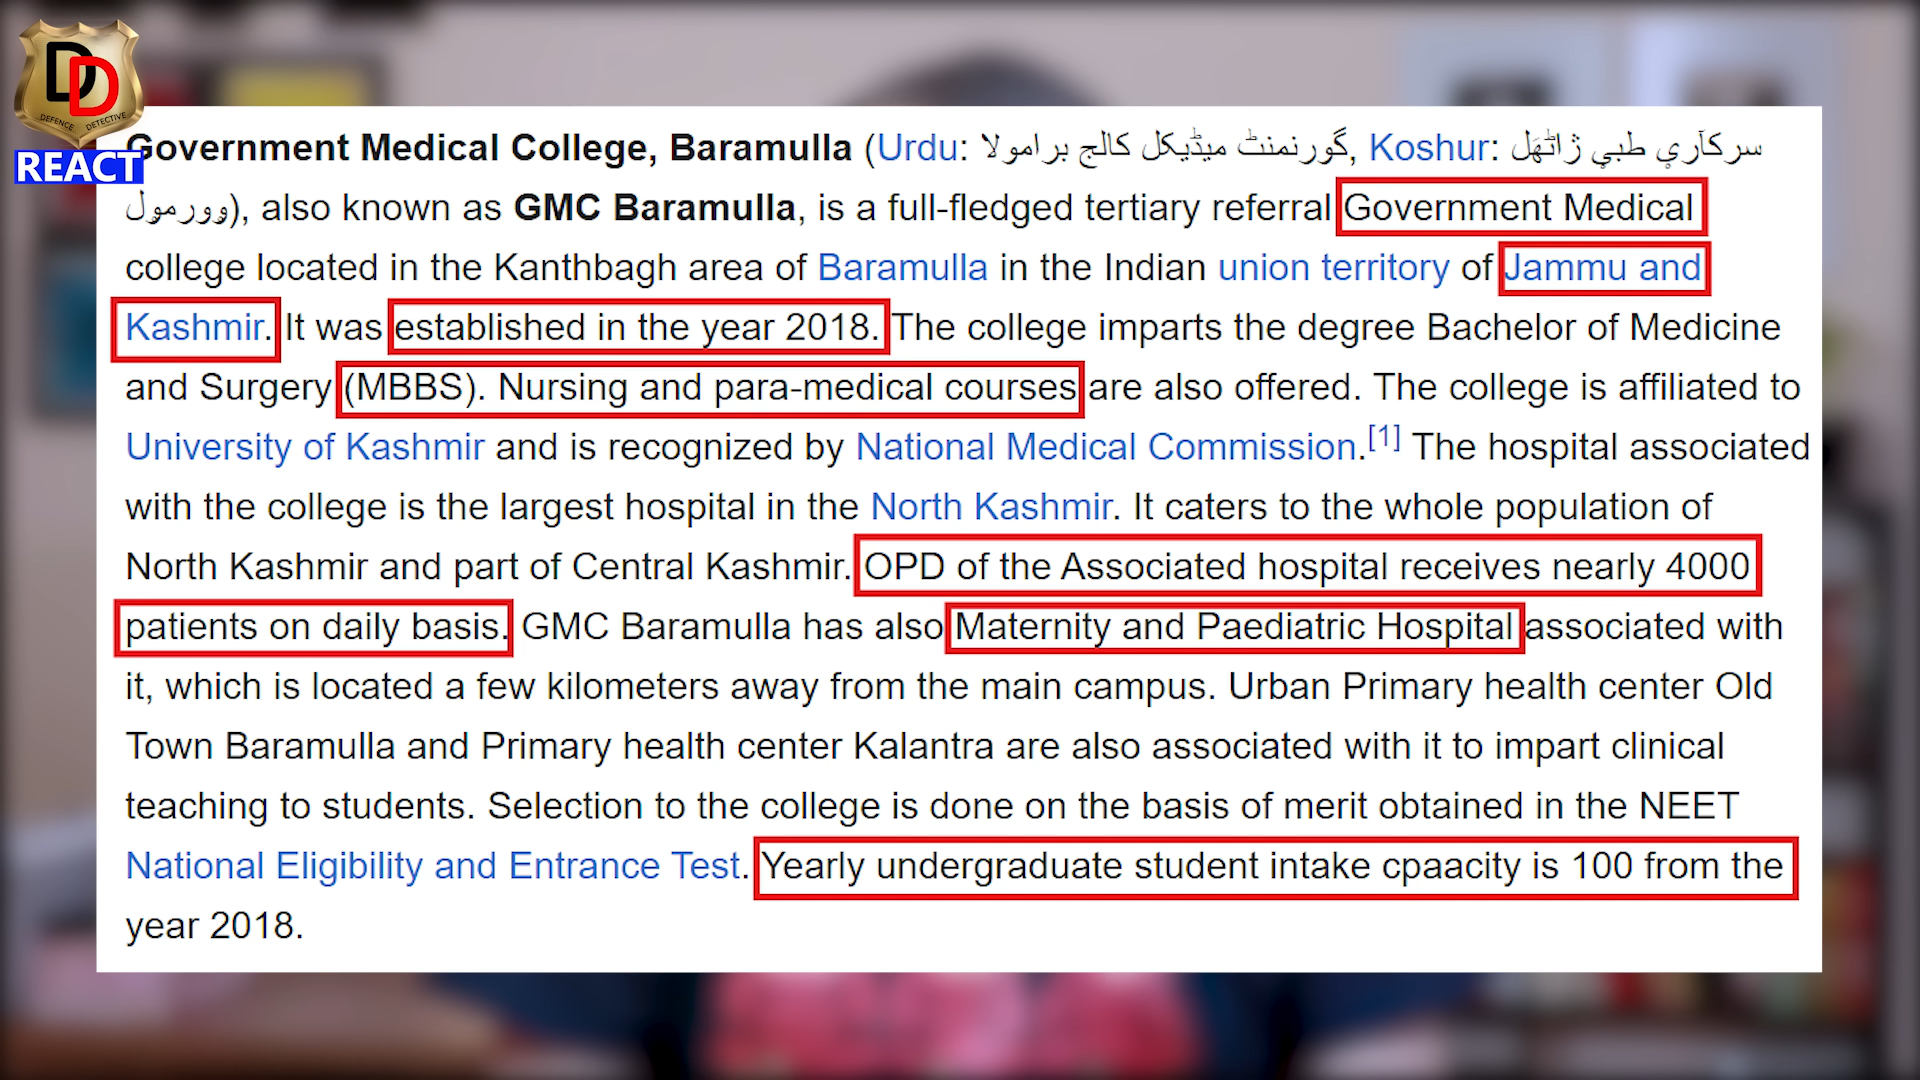 DD
DEFENCE DETECTIVE
REACT
Government Medical College, Baramulla (Urdu: گورنمنٹ میڈیکل کالج برامولا, Koshur: سرکآرؠ طبی ژاٹھَل
وورمول), also known as GMC Baramulla, is a full-fledged tertiary referral Government Medical
college located in the Kanthbagh area of Baramulla in the Indian union territory of Jammu and
Kashmir. It was established in the year 2018. The college imparts the degree Bachelor of Medicine
and Surgery (MBBS). Nursing and para-medical courses are also offered. The college is affiliated to
University of Kashmir and is recognized by National Medical Commission.[1] The hospital associated
with the college is the largest hospital in the North Kashmir. It caters to the whole population of
North Kashmir and part of Central Kashmir. OPD of the Associated hospital receives nearly 4000
patients on daily basis. GMC Baramulla has also Maternity and Paediatric Hospital associated with
it, which is located a few kilometers away from the main campus. Urban Primary health center Old
Town Baramulla and Primary health center Kalantra are also associated with it to impart clinical
teaching to students. Selection to the college is done on the basis of merit obtained in the NEET
National Eligibility and Entrance Test. Yearly undergraduate student intake cpaacity is 100 from the
year 2018.